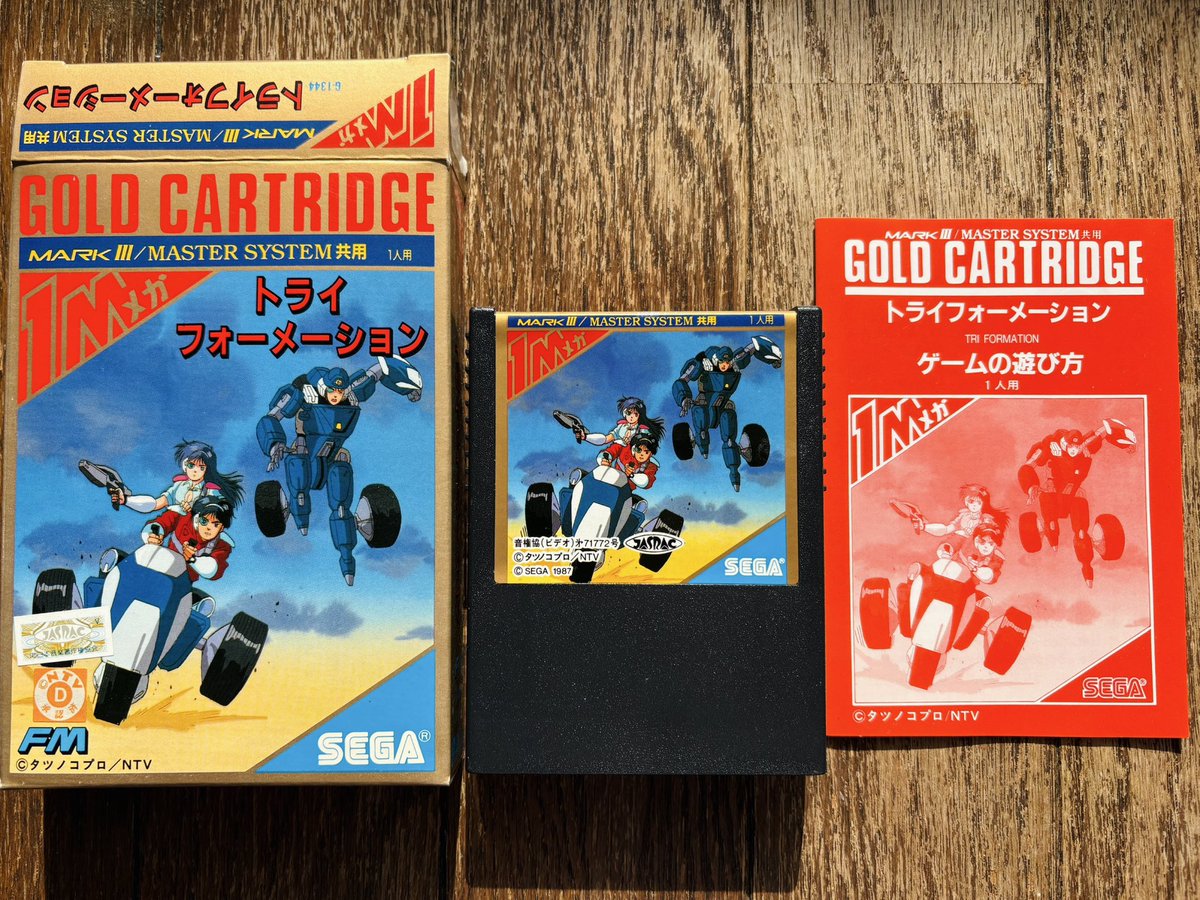 トライフォーメーション
G-1344
MARK III/MASTER SYSTEM 共用
1Mメガ
GOLD CARTRIDGE
MARK III/MASTER SYSTEM 共用 1人用
1Mメガ
トライ
フォーメーション
JASRAC
©NTV
D
承認済
FM
©タツノコプロ/NTV
SEGA®
MARK III/MASTER SYSTEM 共用 1人用
1Mメガ
音権協(ビデオ)才71772号
JASRAC
©タツノコプロ/NTV
© SEGA 1987
SEGA®
MARK III/MASTER SYSTEM 共用
GOLD CARTRIDGE
トライフォーメーション
TRI FORMATION
ゲームの遊び方
1人用
1Mメガ
SEGA®
©タツノコプロ/NTV